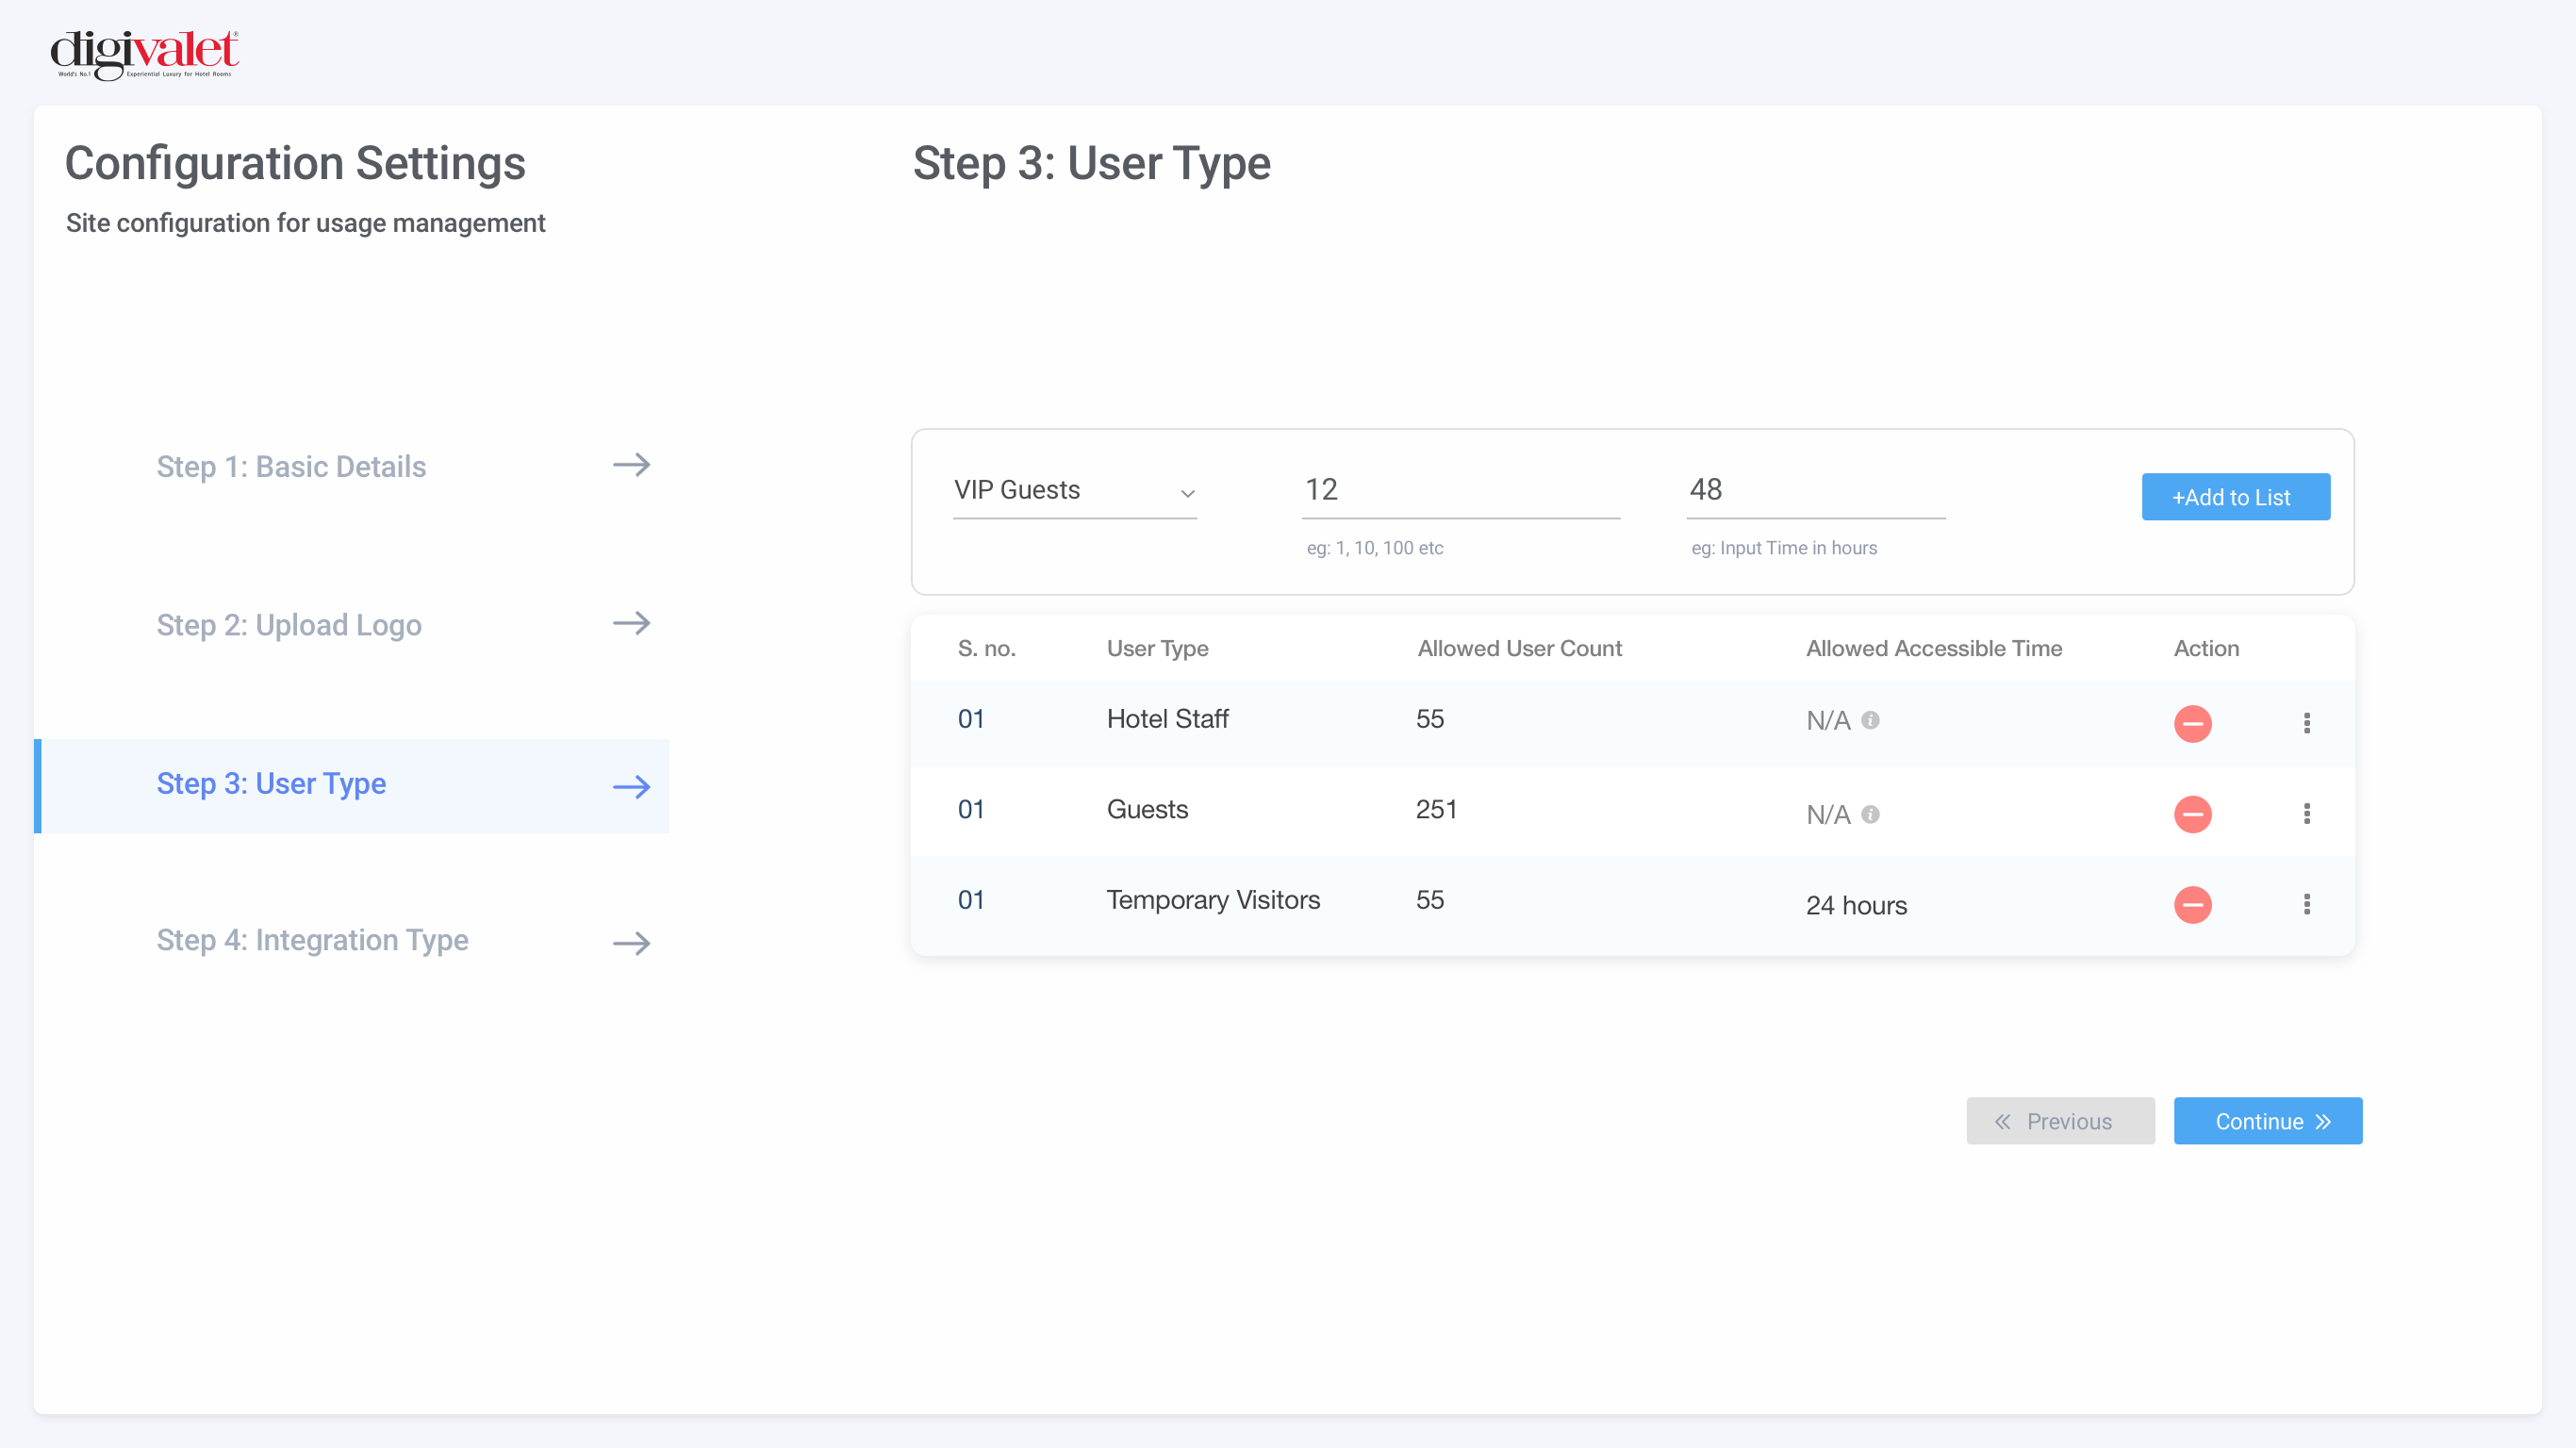 digivalet®
World's No.1 Experiential Luxury for Hotel Rooms
Configuration Settings
Site configuration for usage management
Step 1: Basic Details
Step 2: Upload Logo
Step 3: User Type
Step 4: Integration Type
Step 3: User Type
VIP Guests 12 48 +Add to List
eg: 1, 10, 100 etc eg: Input Time in hours
S. no. User Type Allowed User Count Allowed Accessible Time Action
01 Hotel Staff 55 N/A
01 Guests 251 N/A
01 Temporary Visitors 55 24 hours
Previous Continue